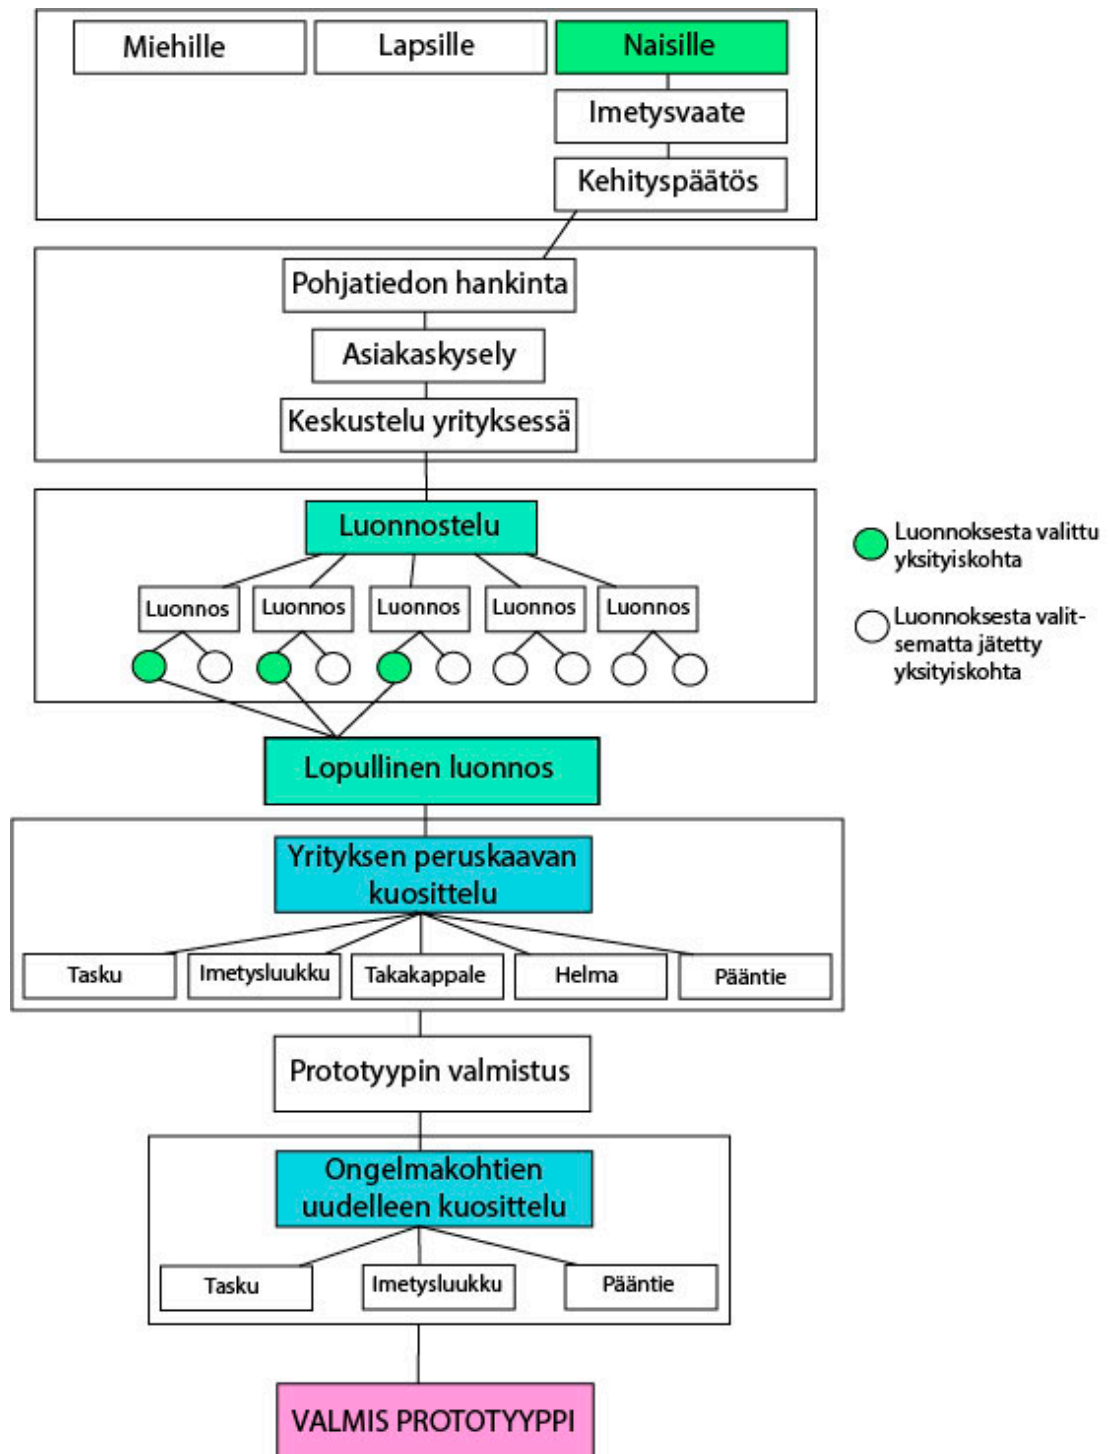 Miehille
Lapsille
Naisille
Imetysvaate
Kehityspäätös
Pohjatiedon hankinta
Asiakaskysely
Keskustelu yrityksessä
Luonnostelu
Luonnos
Luonnos
Luonnos
Luonnos
Luonnos
Luonnoksesta valittu
yksityiskohta
Luonnoksesta valit-
sematta jätetty
yksityiskohta
Lopullinen luonnos
Yrityksen peruskaavan
kuosittelu
Tasku
Imetysluukku
Takakappale
Helma
Pääntie
Prototyypin valmistus
Ongelmakohtien
uudelleen kuosittelu
Tasku
Imetysluukku
Pääntie
VALMIS PROTOTYYPPI